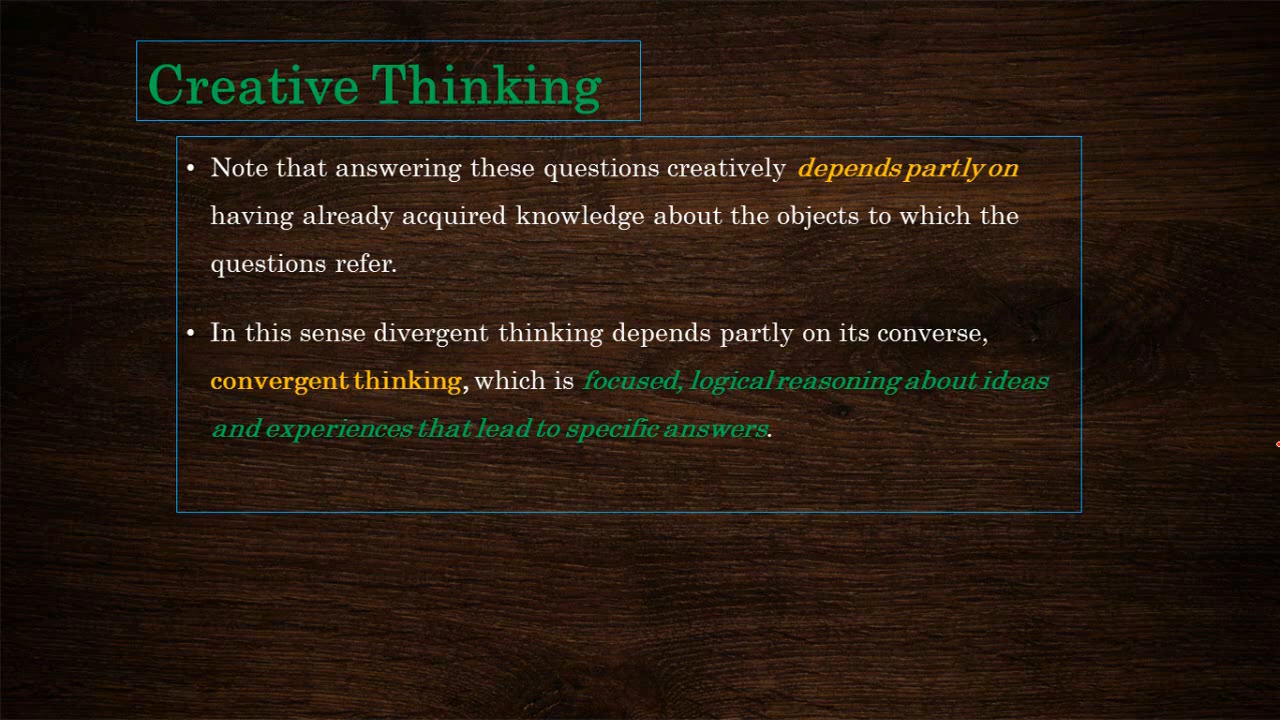 Creative Thinking
• Note that answering these questions creatively depends partly on
having already acquired knowledge about the objects to which the
questions refer.
• In this sense divergent thinking depends partly on its converse,
convergent thinking, which is focused, logical reasoning about ideas
and experiences that lead to specific answers.